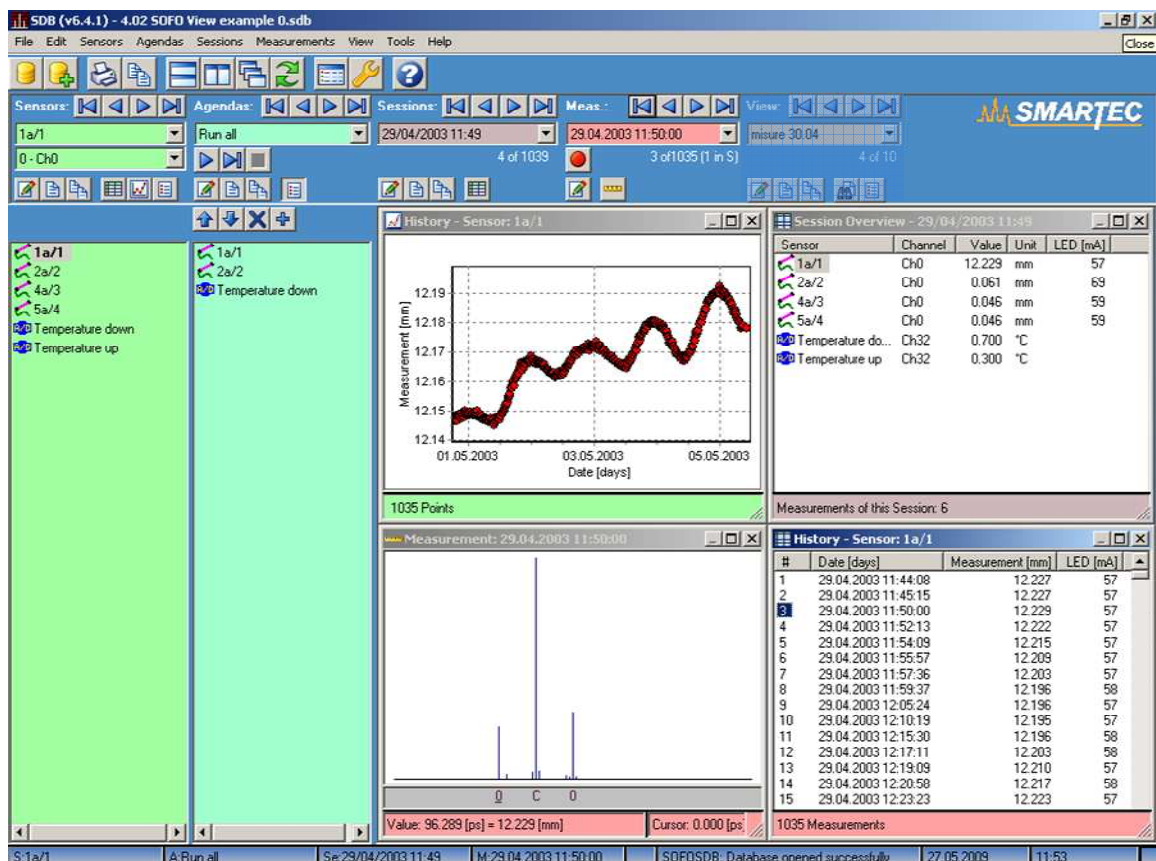 SDB (v6.4.1) - 4.02 SOFO View example 0.sdb
File Edit Sensors Agendas Sessions Measurements View Tools Help
Close
Sensors: Agendas: Sessions: Meas.: View:
SMARTEC
1a/1 Run all 29/04/2003 11:49 29.04.2003 11:50:00 misure 30.04
0 - Ch0 4 of 1039 3 of1035 (1 in S) 4 of 10
1a/1
2a/2
4a/3
5a/4
A/D Temperature down
A/D Temperature up
1a/1
2a/2
A/D Temperature down
History - Sensor: 1a/1
Measurement [mm]
12.19
12.18
12.17
12.16
12.15
12.14
01.05.2003 03.05.2003 05.05.2003
Date [days]
1035 Points
Session Overview - 29/04/2003 11:49
Sensor Channel Value Unit LED [mA]
1a/1 Ch0 12.229 mm 57
2a/2 Ch0 0.061 mm 69
4a/3 Ch0 0.046 mm 59
5a/4 Ch0 0.046 mm 59
A/D Temperature do... Ch32 0.700 °C
A/D Temperature up Ch32 0.300 °C
Measurements of this Session: 6
Measurement: 29.04.2003 11:50:00
0 C 0
Value: 96.289 [ps] = 12.229 [mm] Cursor: 0.000 [ps
History - Sensor: 1a/1
# Date [days] Measurement [mm] LED [mA]
1 29.04.2003 11:44:08 12.227 57
2 29.04.2003 11:45:15 12.227 57
3 29.04.2003 11:50:00 12.229 57
4 29.04.2003 11:52:13 12.222 57
5 29.04.2003 11:54:09 12.215 57
6 29.04.2003 11:55:57 12.209 57
7 29.04.2003 11:57:36 12.203 57
8 29.04.2003 11:59:37 12.196 58
9 29.04.2003 12:05:24 12.196 57
10 29.04.2003 12:10:19 12.195 57
11 29.04.2003 12:15:30 12.196 58
12 29.04.2003 12:17:11 12.203 58
13 29.04.2003 12:19:09 12.210 57
14 29.04.2003 12:20:58 12.217 58
15 29.04.2003 12:23:23 12.223 57
1035 Measurements
S:1a/1 A:Run all Se:29/04/2003 11:49 M:29.04.2003 11:50:00 SOFOSDB: Database opened successfully 27.05.2009 11:53